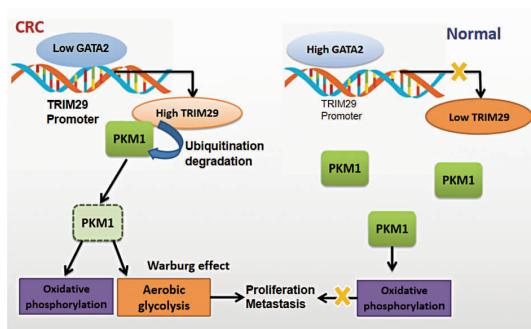 CRC
Low GATA2
TRIM29
Promoter
High TRIM29
PKM1
Ubiquitination
degradation
PKM1
Warburg effect
Oxidative
phosphorylation
Aerobic
glycolysis
Proliferation
Metastasis
Normal
High GATA2
TRIM29
Promoter
Low TRIM29
PKM1
PKM1
PKM1
Oxidative
phosphorylation